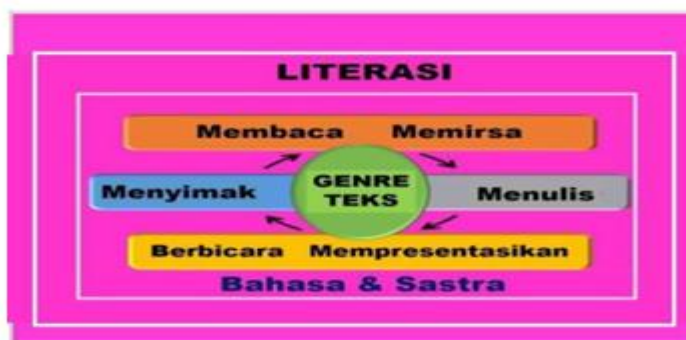 LITERASI
Membaca Memirsa
Menyimak
GENRE
TEKS
Menulis
Berbicara Mempresentasikan
Bahasa & Sastra